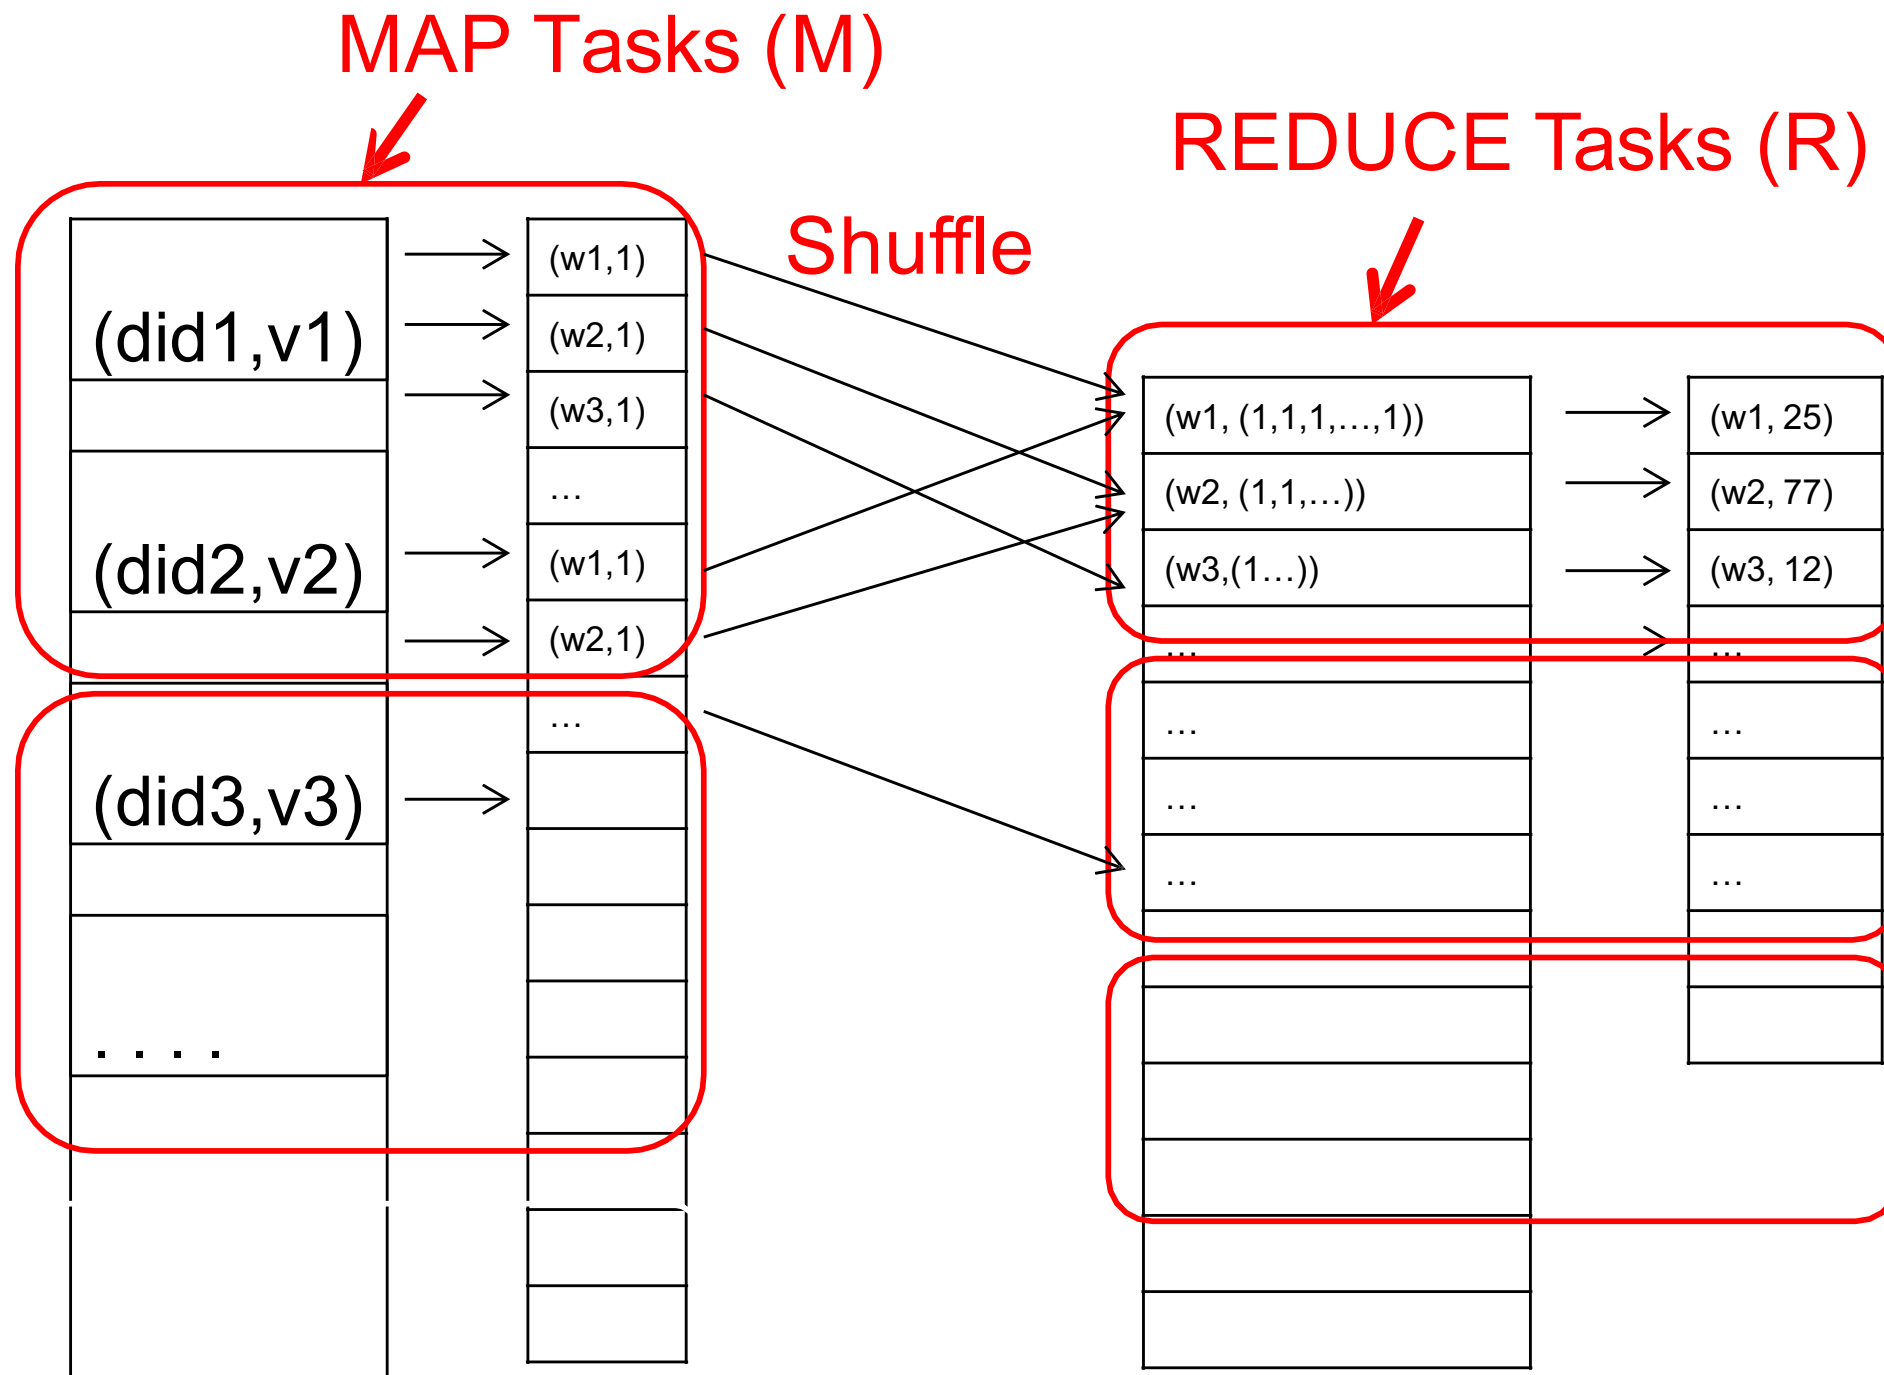 MAP Tasks (M)
REDUCE Tasks (R)
Shuffle
(did1,v1)
(did2,v2)
(did3,v3)
. . . .
(w1,1)
(w2,1)
(w3,1)
…
(w1,1)
(w2,1)
…
(w1, (1,1,1,…,1))
(w2, (1,1,…))
(w3,(1…))
…
…
…
…
(w1, 25)
(w2, 77)
(w3, 12)
…
…
…
…